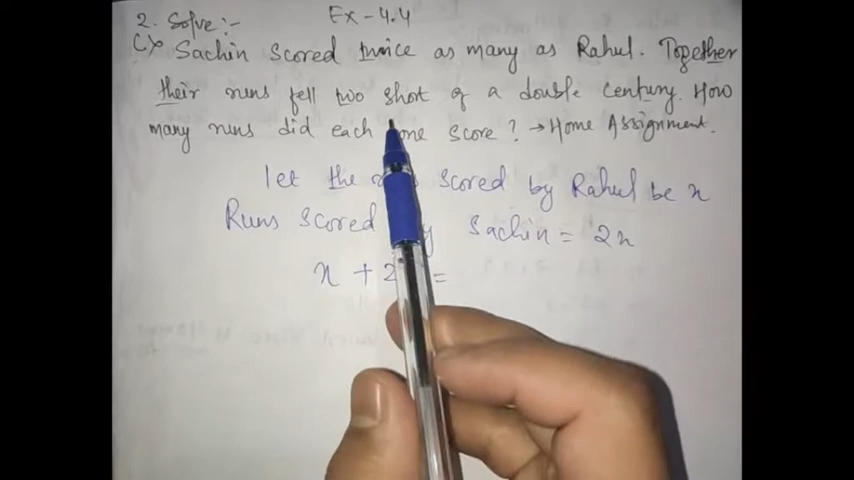 2. Solve:- Ex-4.4
C> Sachin Scored twice as many as Rahul. Together
their runs fell two short of a double Century. How
many runs did each one score? → Home Assignment.
let the scored by Rahul be x
Runs Scored Sachin = 2x
x + 2 =